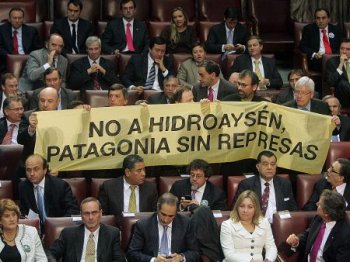 NO A HIDROAYSÉN,
PATAGONIA SIN REPRESAS